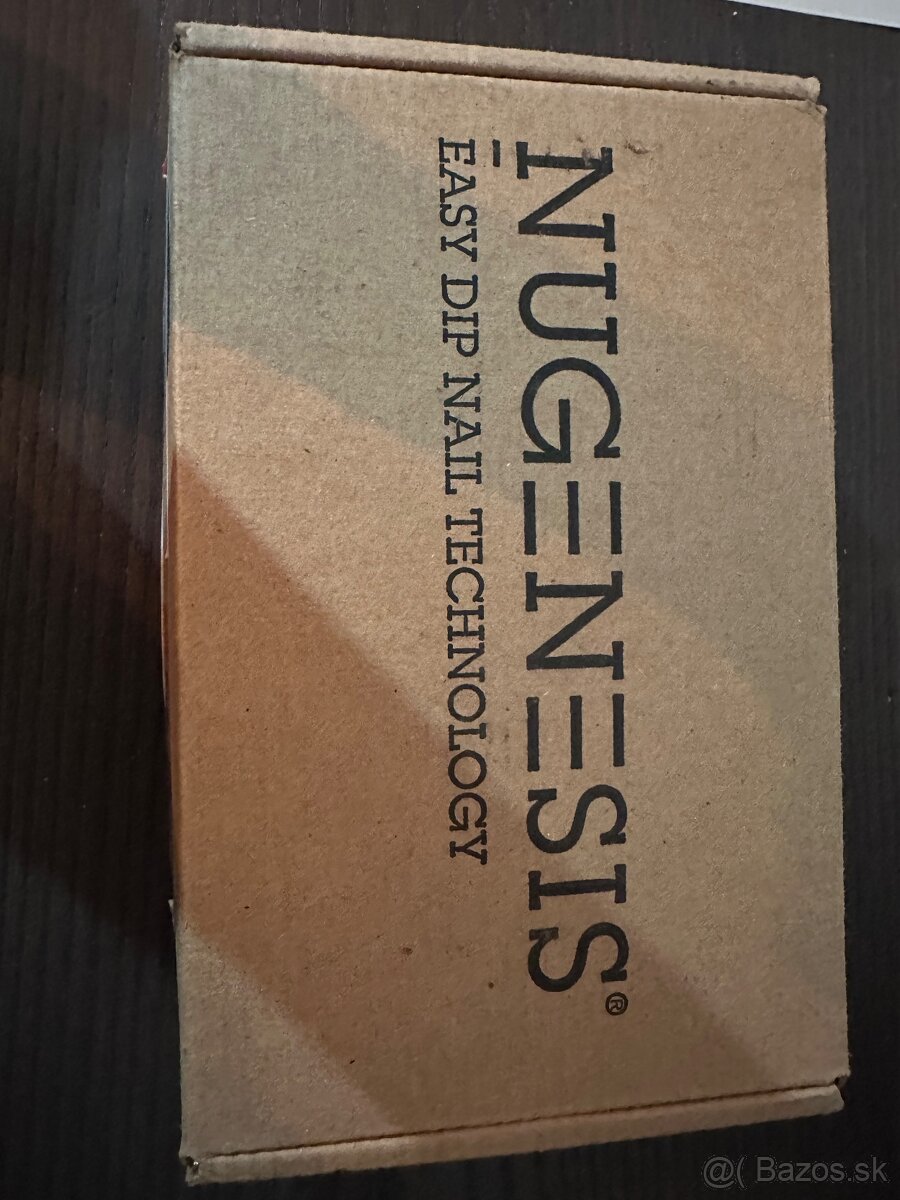 NUGENESIS®
EASY DIP NAIL TECHNOLOGY
@( Bazos.sk